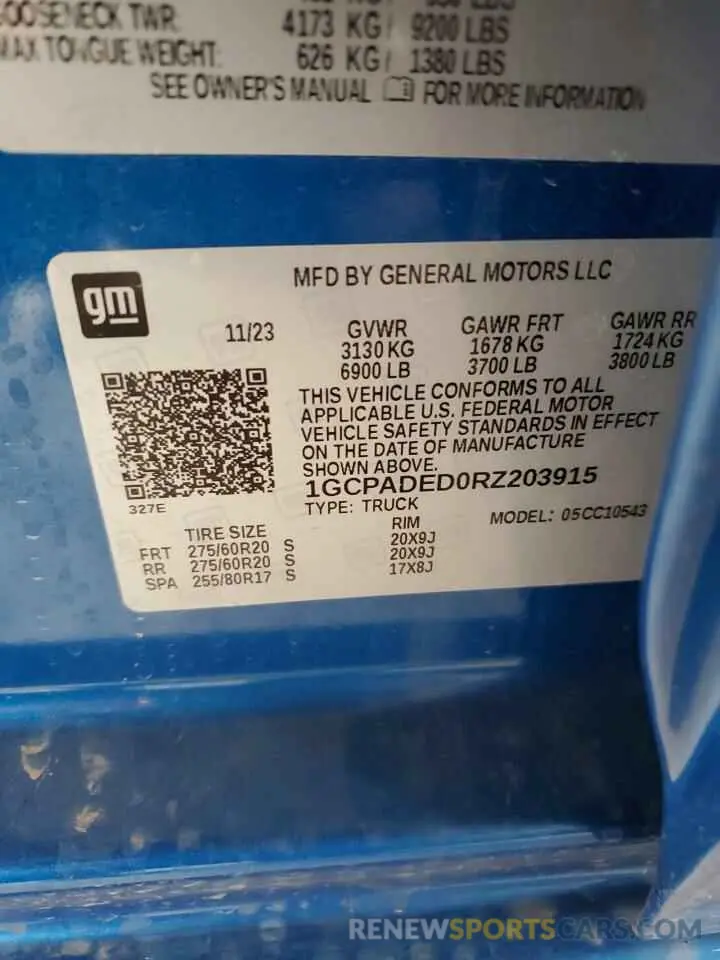 GOOSENECK TWR: 4173 KG/ 9200 LBS
MAX TONGUE WEIGHT: 626 KG/ 1380 LBS
SEE OWNER'S MANUAL FOR MORE INFORMATION
gm
MFD BY GENERAL MOTORS LLC
11/23
GVWR GAWR FRT GAWR RR
3130 KG 1678 KG 1724 KG
6900 LB 3700 LB 3800 LB
THIS VEHICLE CONFORMS TO ALL
APPLICABLE U.S. FEDERAL MOTOR
VEHICLE SAFETY STANDARDS IN EFFECT
ON THE DATE OF MANUFACTURE
SHOWN ABOVE.
1GCPADED0RZ203915
327E
TYPE: TRUCK
MODEL: 05CC10543
TIRE SIZE RIM
FRT 275/60R20 S 20X9J
RR 275/60R20 S 20X9J
SPA 255/80R17 S 17X8J
RENEWSPORTSCARS.COM